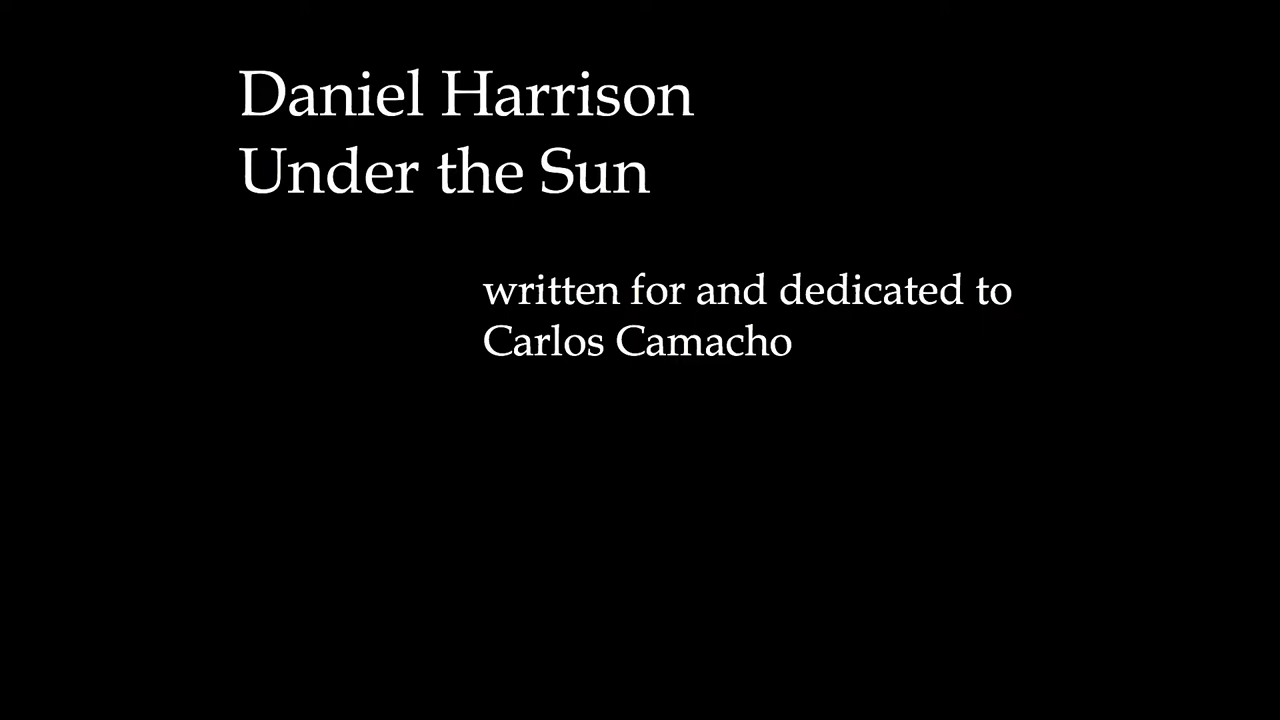 Daniel Harrison
Under the Sun
written for and dedicated to
Carlos Camacho